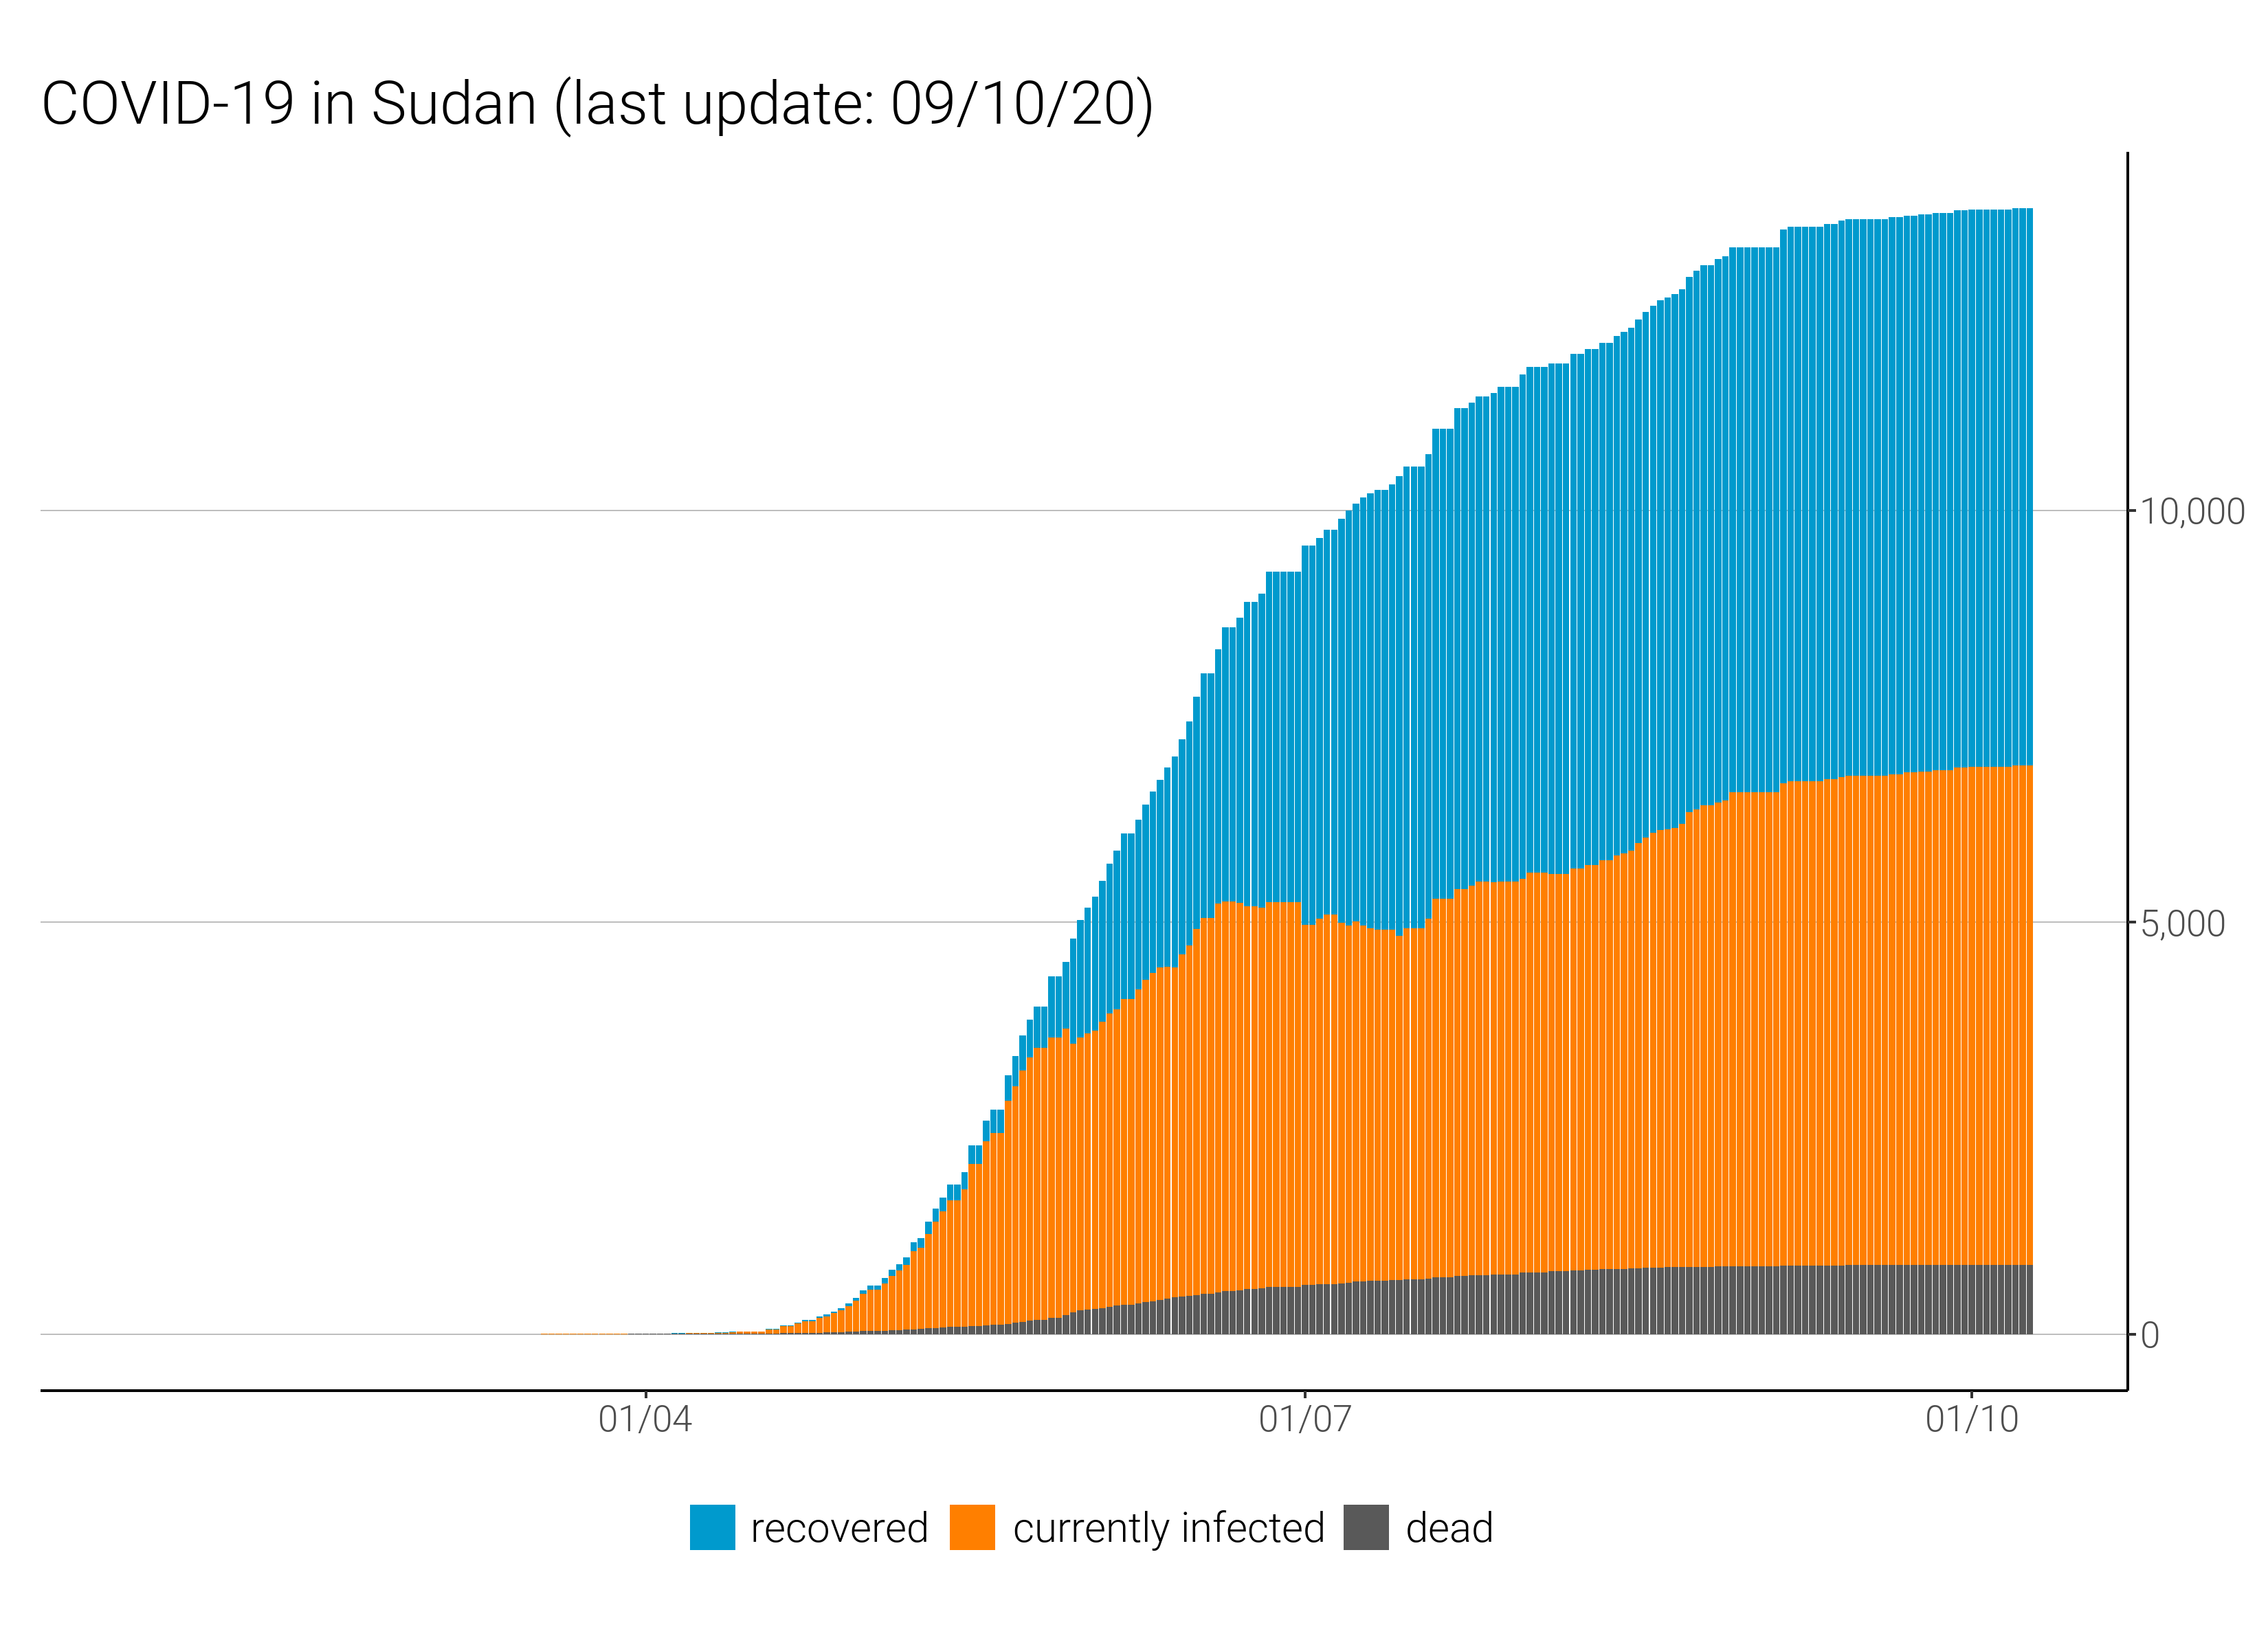 COVID-19 in Sudan (last update: 09/10/20)
10,000
5,000
0
01/04 01/07 01/10
recovered currently infected dead